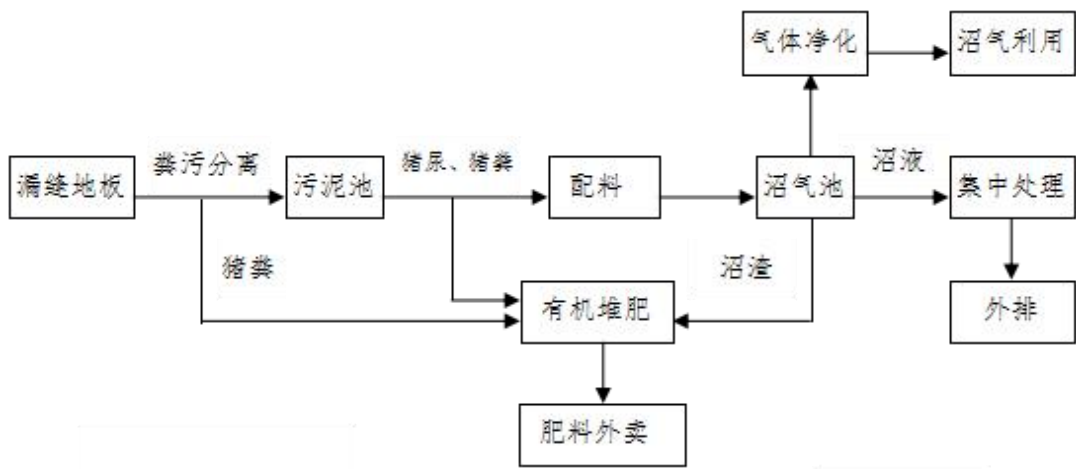 气体净化
沼气利用
漏缝地板
粪污分离
污泥池
猪尿、猪粪
配料
沼气池
沼液
集中处理
猪粪
沼渣
有机堆肥
外排
肥料外卖